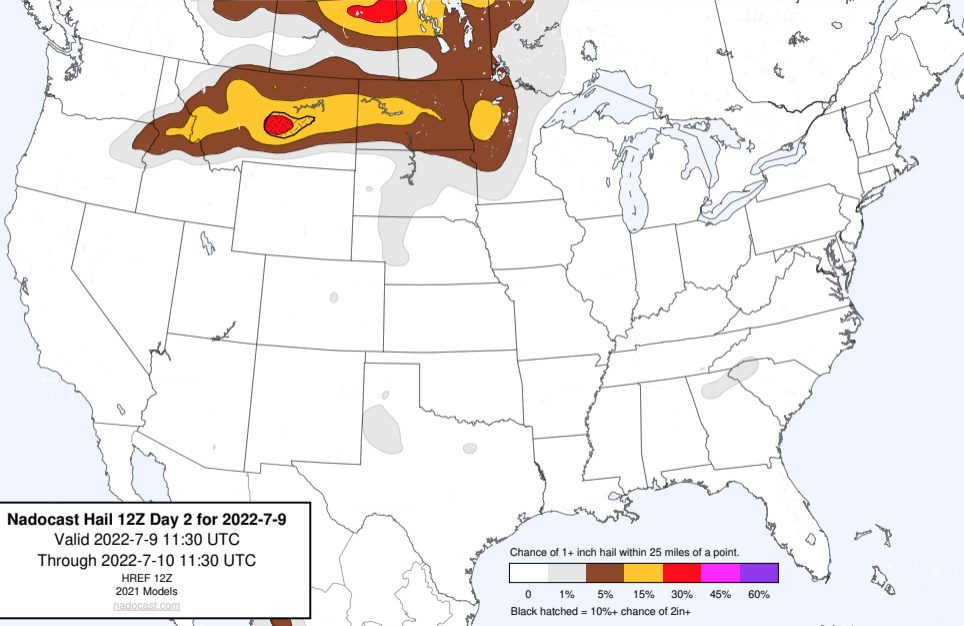 Nadocast Hail 12Z Day 2 for 2022-7-9
Valid 2022-7-9 11:30 UTC
Through 2022-7-10 11:30 UTC
HREF 12Z
2021 Models
nadocast.com
Chance of 1+ inch hail within 25 miles of a point.
0 1% 5% 15% 30% 45% 60%
Black hatched = 10%+ chance of 2in+